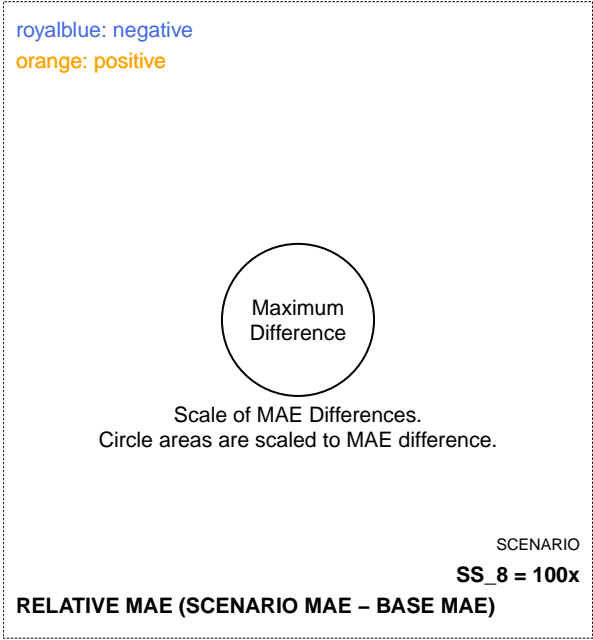 royalblue: negative
orange: positive
Maximum
Difference
Scale of MAE Differences.
Circle areas are scaled to MAE difference.
SCENARIO
SS_8 = 100x
RELATIVE MAE (SCENARIO MAE – BASE MAE)